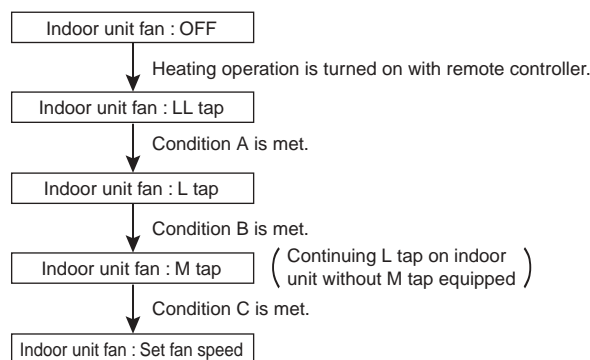 Indoor unit fan : OFF
Heating operation is turned on with remote controller.
Indoor unit fan : LL tap
Condition A is met.
Indoor unit fan : L tap
Condition B is met.
Indoor unit fan : M tap
( Continuing L tap on indoor
unit without M tap equipped )
Condition C is met.
Indoor unit fan : Set fan speed